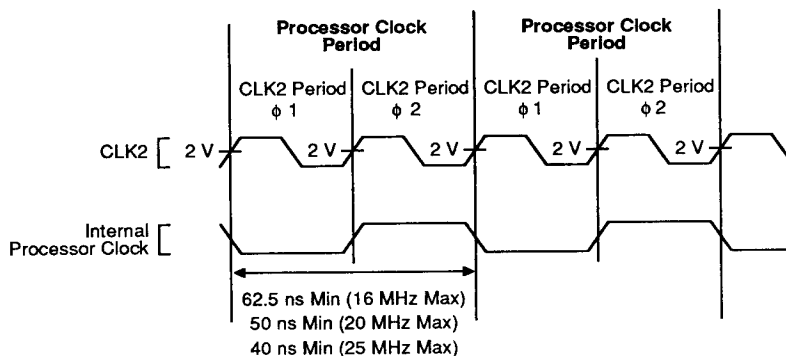 Processor Clock
Period
Processor Clock
Period
CLK2 Period
ϕ 1
CLK2 Period
ϕ 2
CLK2 Period
ϕ 1
CLK2 Period
ϕ 2
CLK2
2 V
2 V
2 V
2 V
2 V
Internal
Processor Clock
62.5 ns Min (16 MHz Max)
50 ns Min (20 MHz Max)
40 ns Min (25 MHz Max)